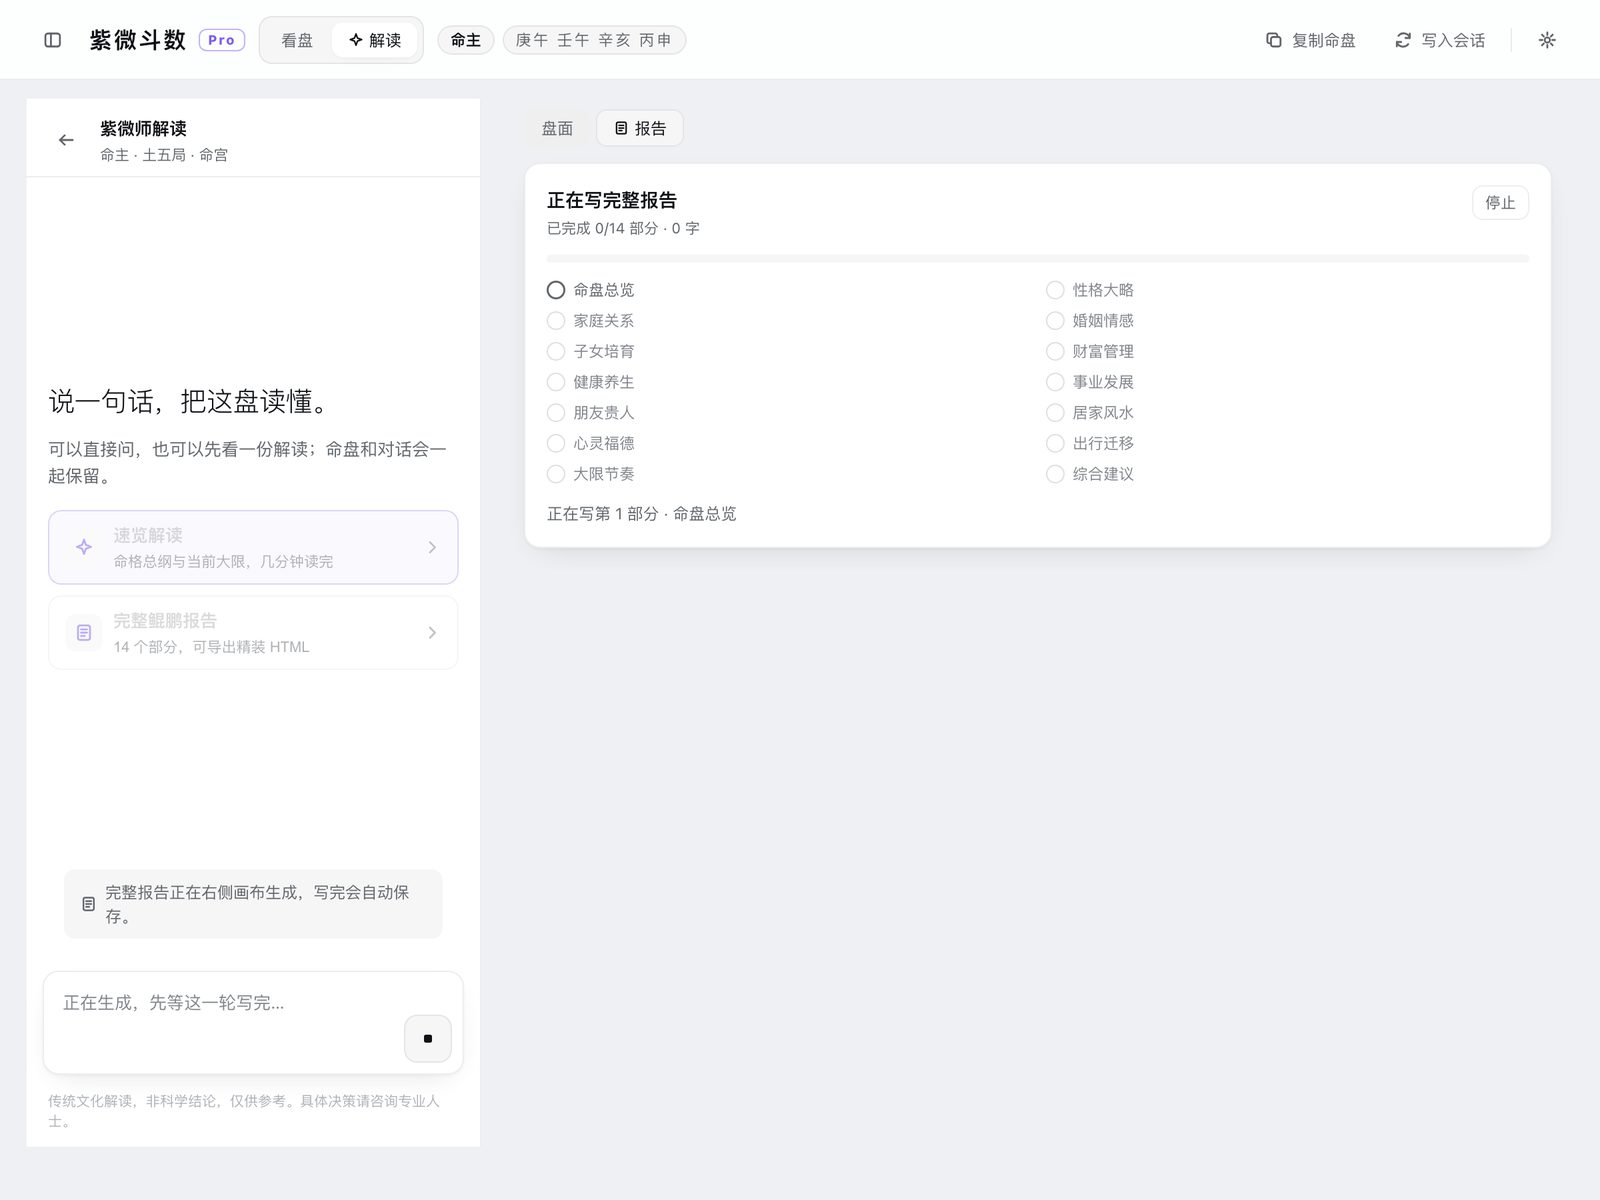 紫微斗数 Pro 看盘 解读 命主 庚午 壬午 辛亥 丙申 复制命盘 写入会话
紫微师解读
命主 · 土五局 · 命宫
说一句话，把这盘读懂。
可以直接问，也可以先看一份解读；命盘和对话会一
起保留。
速览解读
命格总纲与当前大限，几分钟读完
完整鲲鹏报告
14 个部分，可导出精装 HTML
完整报告正在右侧画布生成，写完会自动保
存。
正在生成，先等这一轮写完...
传统文化解读，非科学结论，仅供参考。具体决策请咨询专业人
士。
盘面 报告
正在写完整报告
停止
已完成 0/14 部分 · 0 字
命盘总览 性格大略
家庭关系 婚姻情感
子女培育 财富管理
健康养生 事业发展
朋友贵人 居家风水
心灵福德 出行迁移
大限节奏 综合建议
正在写第 1 部分 · 命盘总览